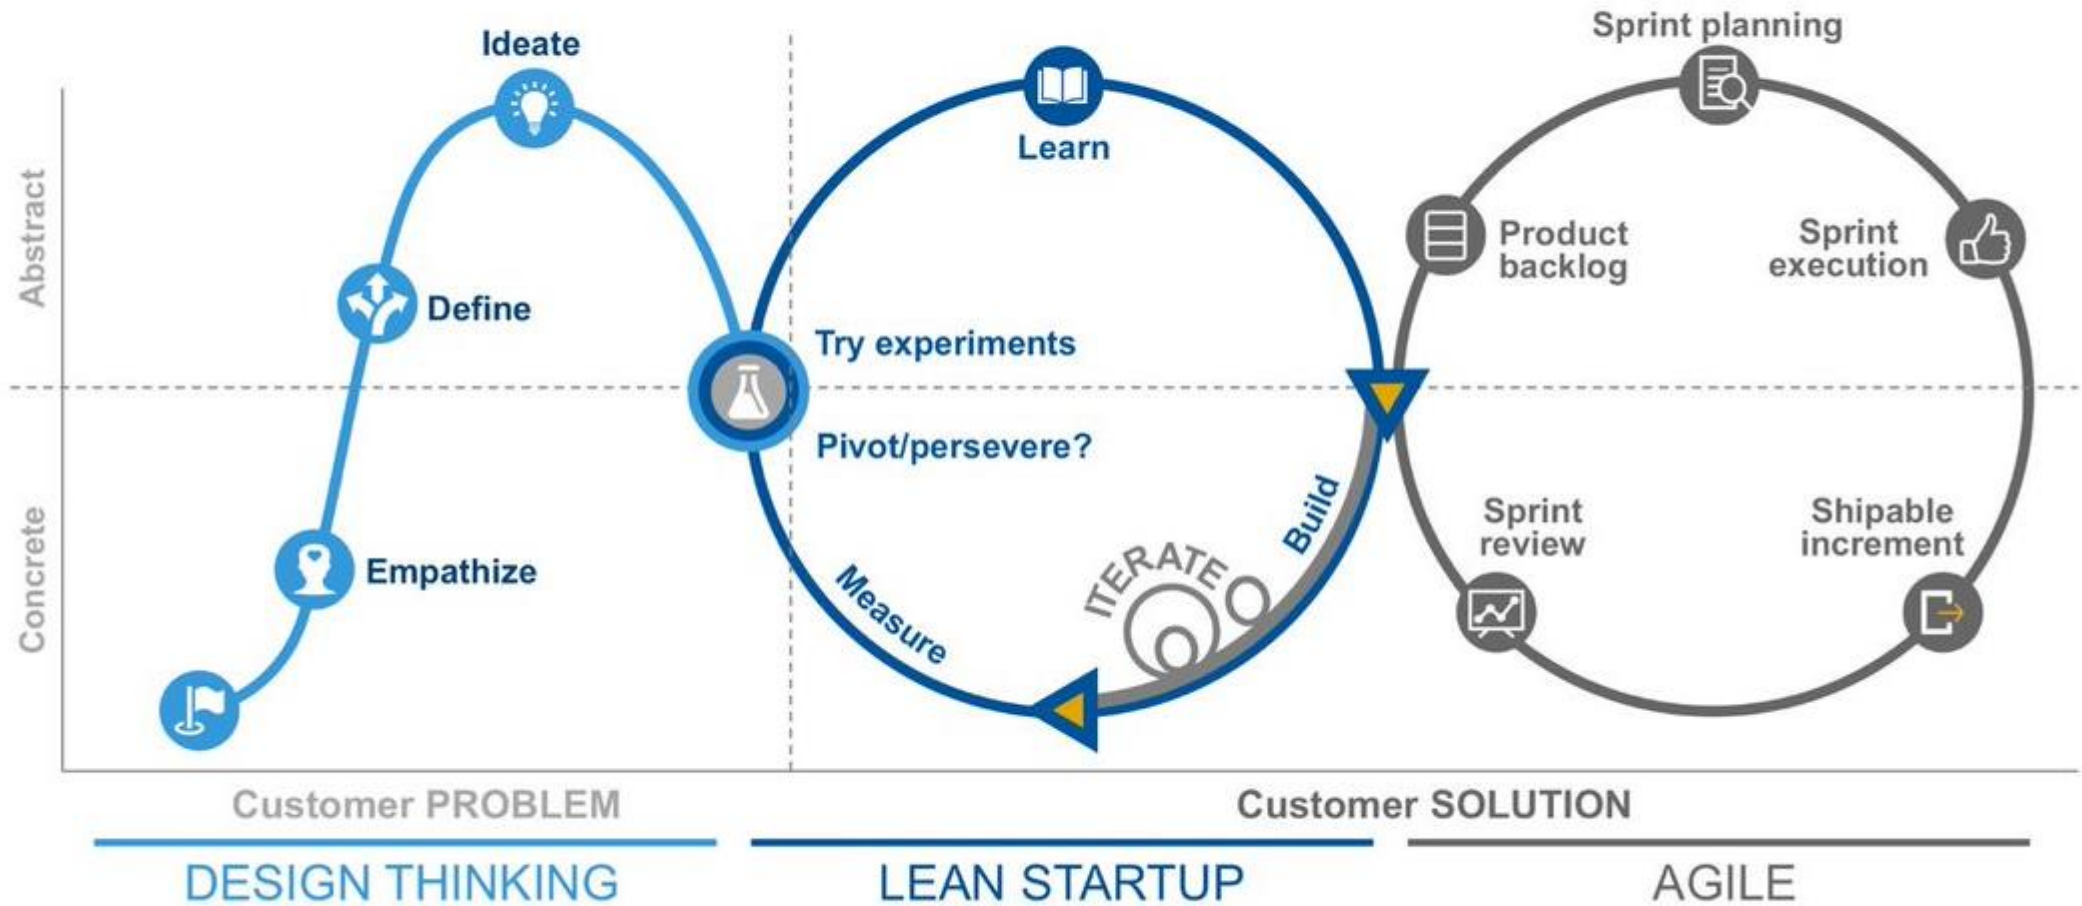 Ideate
Define
Empathize
Learn
Try experiments
Pivot/persevere?
Measure
ITERATE
Build
Sprint planning
Product
backlog
Sprint
execution
Sprint
review
Shipable
increment
Abstract
Concrete
Customer PROBLEM
Customer SOLUTION
DESIGN THINKING
LEAN STARTUP
AGILE